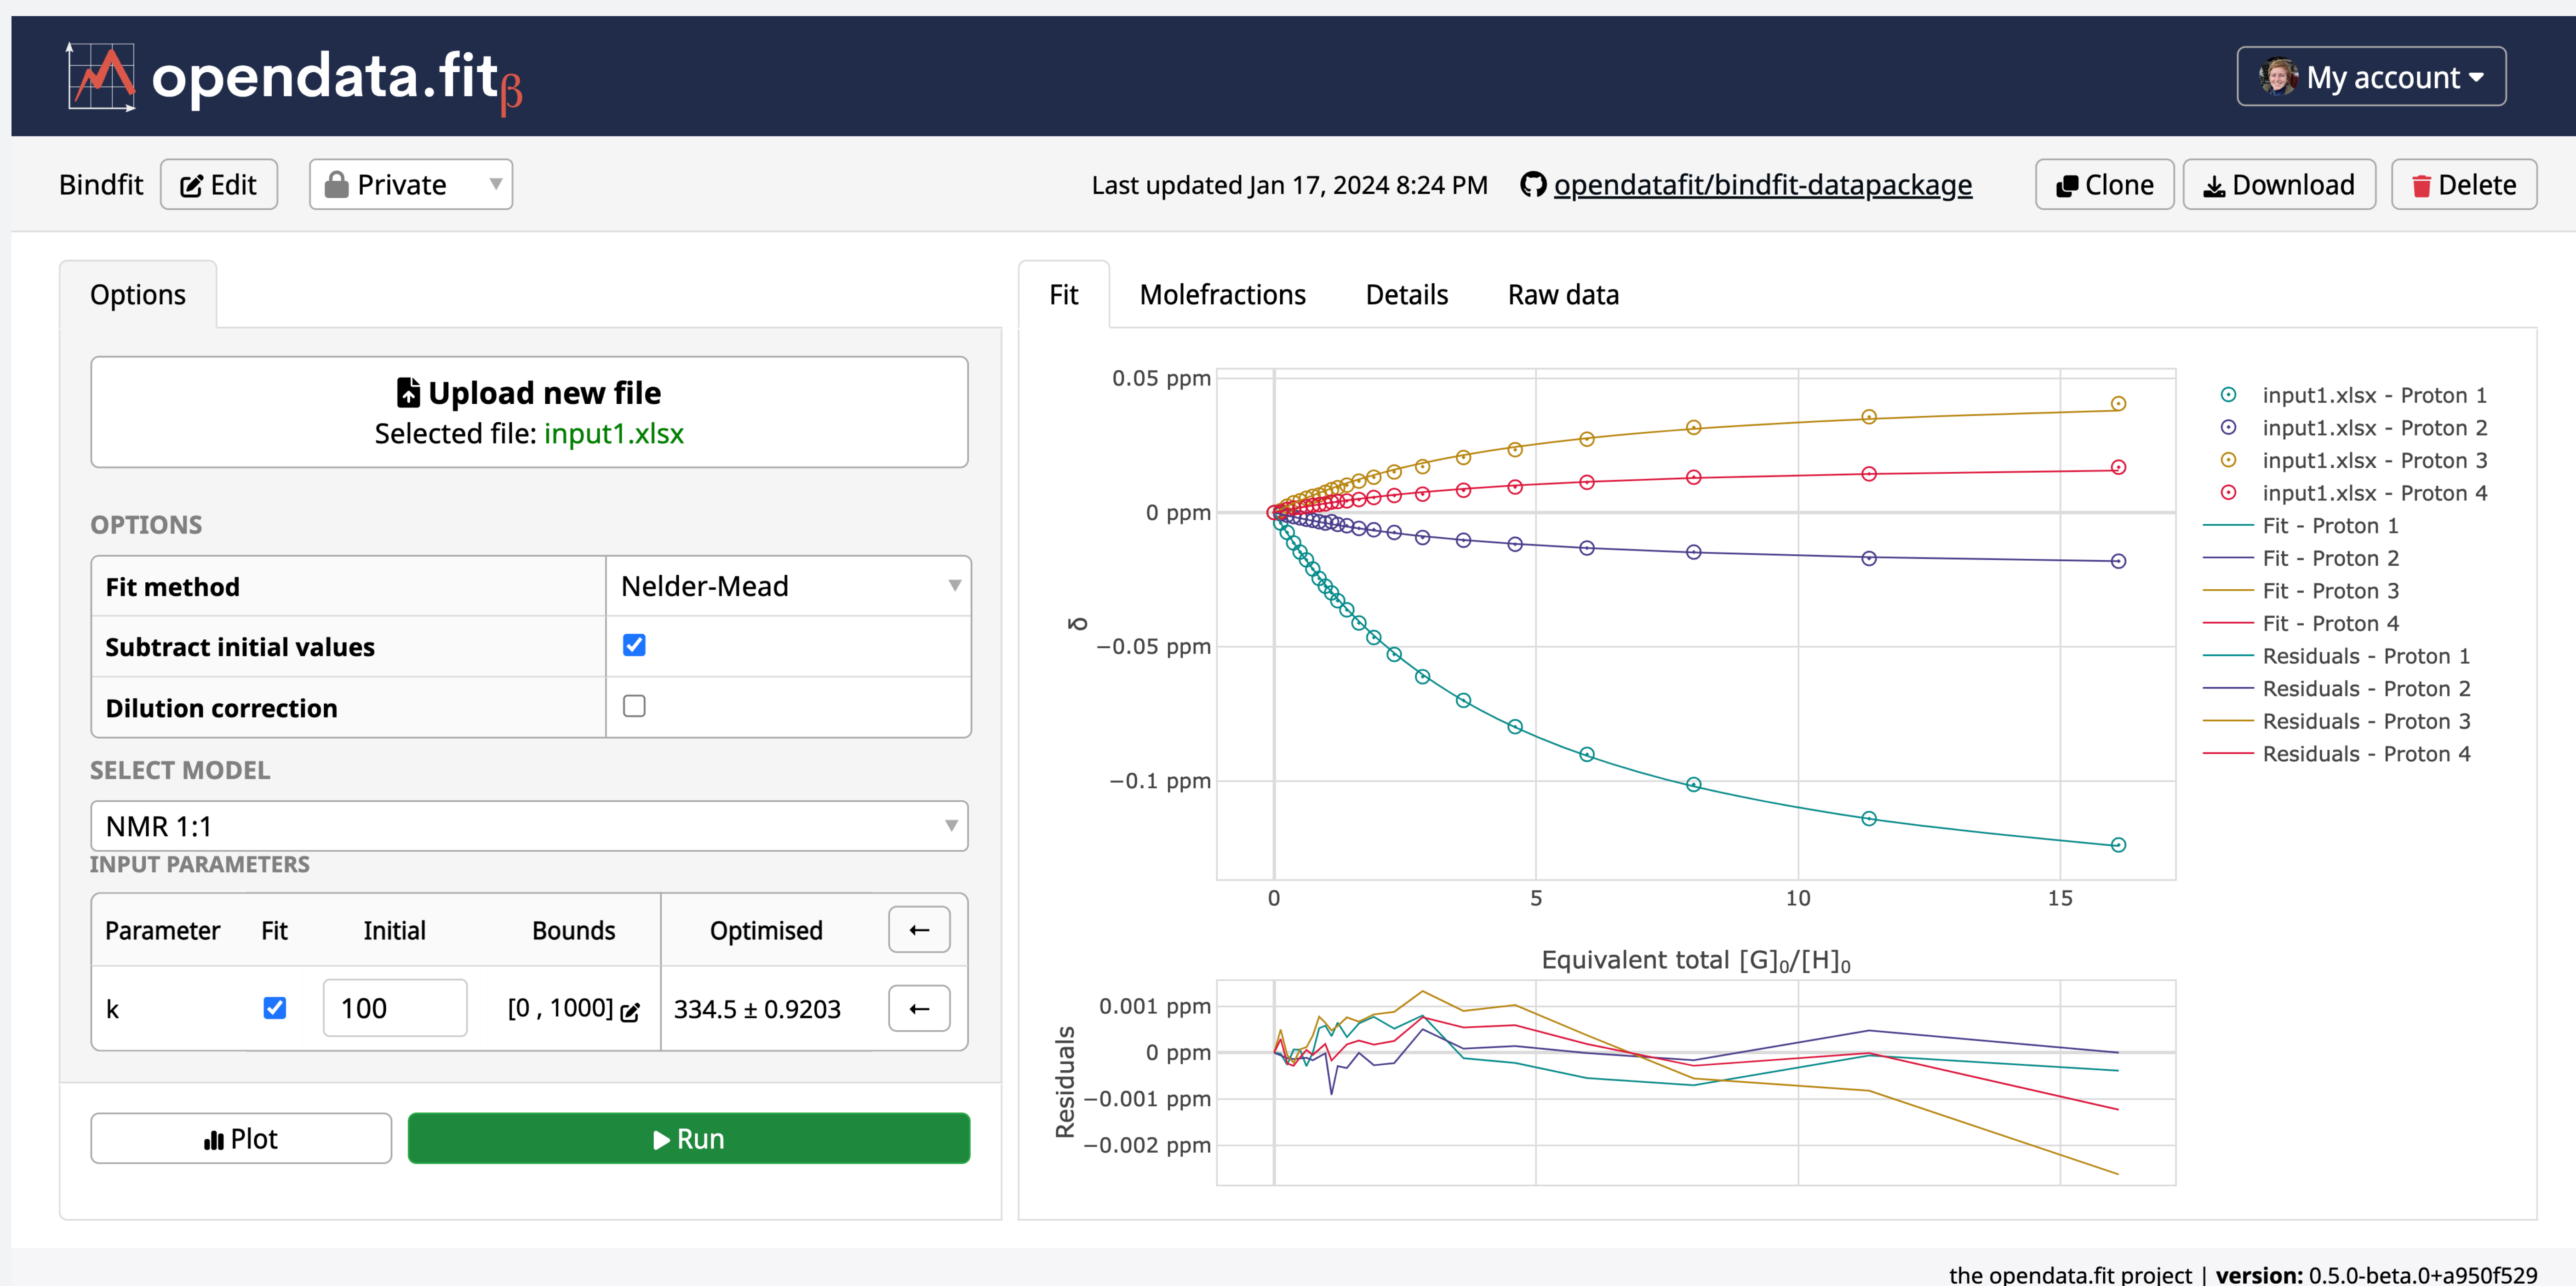 opendata.fitβ
My account
Bindfit Edit Private Last updated Jan 17, 2024 8:24 PM opendatafit/bindfit-datapackage Clone Download Delete
Options
Upload new file
Selected file: input1.xlsx
OPTIONS
Fit method Nelder-Mead
Subtract initial values
Dilution correction
SELECT MODEL
NMR 1:1
INPUT PARAMETERS
Parameter Fit Initial Bounds Optimised ←
k 100 [0 , 1000] 334.5 ± 0.9203 ←
Plot Run
Fit Molefractions Details Raw data
0.05 ppm
0 ppm
−0.05 ppm
−0.1 ppm
δ
0 5 10 15
Equivalent total [G]₀/[H]₀
0.001 ppm
0 ppm
−0.001 ppm
−0.002 ppm
Residuals
input1.xlsx - Proton 1
input1.xlsx - Proton 2
input1.xlsx - Proton 3
input1.xlsx - Proton 4
Fit - Proton 1
Fit - Proton 2
Fit - Proton 3
Fit - Proton 4
Residuals - Proton 1
Residuals - Proton 2
Residuals - Proton 3
Residuals - Proton 4
the opendata.fit project | version: 0.5.0-beta.0+a950f529